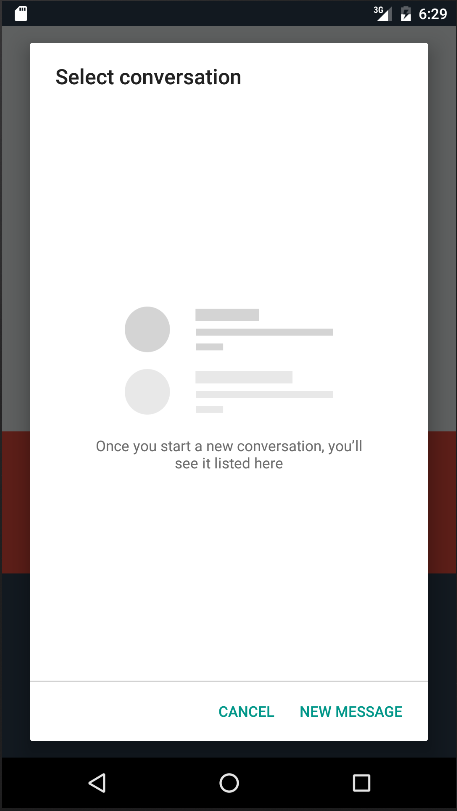 3G 6:29
Select conversation
Once you start a new conversation, you'll
see it listed here
CANCEL NEW MESSAGE